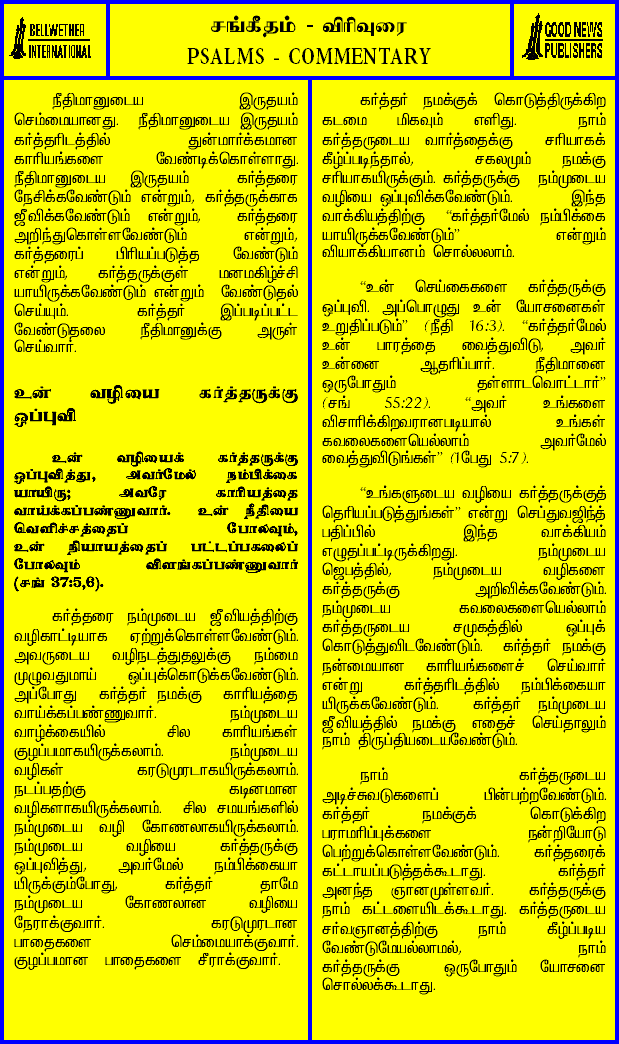 BELLWETHER
INTERNATIONAL
சங்கீதம் - விரிவுரை
PSALMS - COMMENTARY
GOOD NEWS
PUBLISHERS
நீதிமானுடைய இருதயம்
செம்மையானது. நீதிமானுடைய இருதயம்
கர்த்தரிடத்தில் துன்மார்க்கமான
காரியங்களை வேண்டிக்கொள்ளாது.
நீதிமானுடைய இருதயம் கர்த்தரை
நேசிக்கவேண்டும் என்றும், கர்த்தருக்காக
ஜீவிக்கவேண்டும் என்றும், கர்த்தரை
அறிந்துகொள்ளவேண்டும் என்றும்,
கர்த்தரைப் பிரியப்படுத்த வேண்டும்
என்றும், கர்த்தருக்குள் மனமகிழ்ச்சி
யாயிருக்கவேண்டும் என்றும் வேண்டுதல்
செய்யும். கர்த்தர் இப்படிப்பட்ட
வேண்டுதலை நீதிமானுக்கு அருள்
செய்வார்.
உன் வழியை கர்த்தருக்கு
ஒப்புவி
உன் வழியைக் கர்த்தருக்கு
ஒப்புவித்து, அவர்மேல் நம்பிக்கை
யாயிரு; அவரே காரியத்தை
வாய்க்கப்பண்ணுவார். உன் நீதியை
வெளிச்சத்தைப் போலவும்,
உன் நியாயத்தைப் பட்டப்பகலைப்
போலவும் விளங்கப்பண்ணுவார்
(சங் 37:5,6).
கர்த்தரை நம்முடைய ஜீவியத்திற்கு
வழிகாட்டியாக ஏற்றுக்கொள்ளவேண்டும்.
அவருடைய வழிநடத்துதலுக்கு நம்மை
முழுவதுமாய் ஒப்புக்கொடுக்கவேண்டும்.
அப்போது கர்த்தர் நமக்கு காரியத்தை
வாய்க்கப்பண்ணுவார். நம்முடைய
வாழ்க்கையில் சில காரியங்கள்
குழப்பமாகயிருக்கலாம். நம்முடைய
வழிகள் கரடுமுரடாகயிருக்கலாம்.
நடப்பதற்கு கடினமான
வழிகளாகயிருக்கலாம். சில சமயங்களில்
நம்முடைய வழி கோணலாகயிருக்கலாம்.
நம்முடைய வழியை கர்த்தருக்கு
ஒப்புவித்து, அவர்மேல் நம்பிக்கையா
யிருக்கும்போது, கர்த்தர் தாமே
நம்முடைய கோணலான வழியை
நேராக்குவார். கரடுமுரடான
பாதைகளை செம்மையாக்குவார்.
குழப்பமான பாதைகளை சீராக்குவார்.
கர்த்தர் நமக்குக் கொடுத்திருக்கிற
கடமை மிகவும் எளிது. நாம்
கர்த்தருடைய வார்த்தைக்கு சரியாகக்
கீழ்ப்படிந்தால், சகலமும் நமக்கு
சரியாகயிருக்கும். கர்த்தருக்கு நம்முடைய
வழியை ஒப்புவிக்கவேண்டும். இந்த
வாக்கியத்திற்கு “கர்த்தர்மேல் நம்பிக்கை
யாயிருக்கவேண்டும்” என்றும்
வியாக்கியானம் சொல்லலாம்.
“உன் செய்கைகளை கர்த்தருக்கு
ஒப்புவி. அப்பொழுது உன் யோசனைகள்
உறுதிப்படும்” (நீதி 16:3). “கர்த்தர்மேல்
உன் பாரத்தை வைத்துவிடு, அவர்
உன்னை ஆதரிப்பார். நீதிமானை
ஒருபோதும் தள்ளாடவொட்டார்”
(சங் 55:22). “அவர் உங்களை
விசாரிக்கிறவரானபடியால் உங்கள்
கவலைகளையெல்லாம் அவர்மேல்
வைத்துவிடுங்கள்” (1பேது 5:7).
“உங்களுடைய வழியை கர்த்தருக்குத்
தெரியப்படுத்துங்கள்” என்று செப்துவஜிந்த்
பதிப்பில் இந்த வாக்கியம்
எழுதப்பட்டிருக்கிறது. நம்முடைய
ஜெபத்தில், நம்முடைய வழிகளை
கர்த்தருக்கு அறிவிக்கவேண்டும்.
நம்முடைய கவலைகளையெல்லாம்
கர்த்தருடைய சமுகத்தில் ஒப்புக்
கொடுத்துவிடவேண்டும். கர்த்தர் நமக்கு
நன்மையான காரியங்களைச் செய்வார்
என்று கர்த்தரிடத்தில் நம்பிக்கையா
யிருக்கவேண்டும். கர்த்தர் நம்முடைய
ஜீவியத்தில் நமக்கு எதைச் செய்தாலும்
நாம் திருப்தியடையவேண்டும்.
நாம் கர்த்தருடைய
அடிச்சுவடுகளைப் பின்பற்றவேண்டும்.
கர்த்தர் நமக்குக் கொடுக்கிற
பராமரிப்புக்களை நன்றியோடு
பெற்றுக்கொள்ளவேண்டும். கர்த்தரைக்
கட்டாயப்படுத்தக்கூடாது. கர்த்தர்
அனந்த ஞானமுள்ளவர். கர்த்தருக்கு
நாம் கட்டளையிடக்கூடாது. கர்த்தருடைய
சர்வஞானத்திற்கு நாம் கீழ்ப்படிய
வேண்டுமேயல்லாமல், நாம்
கர்த்தருக்கு ஒருபோதும் யோசனை
சொல்லக்கூடாது.